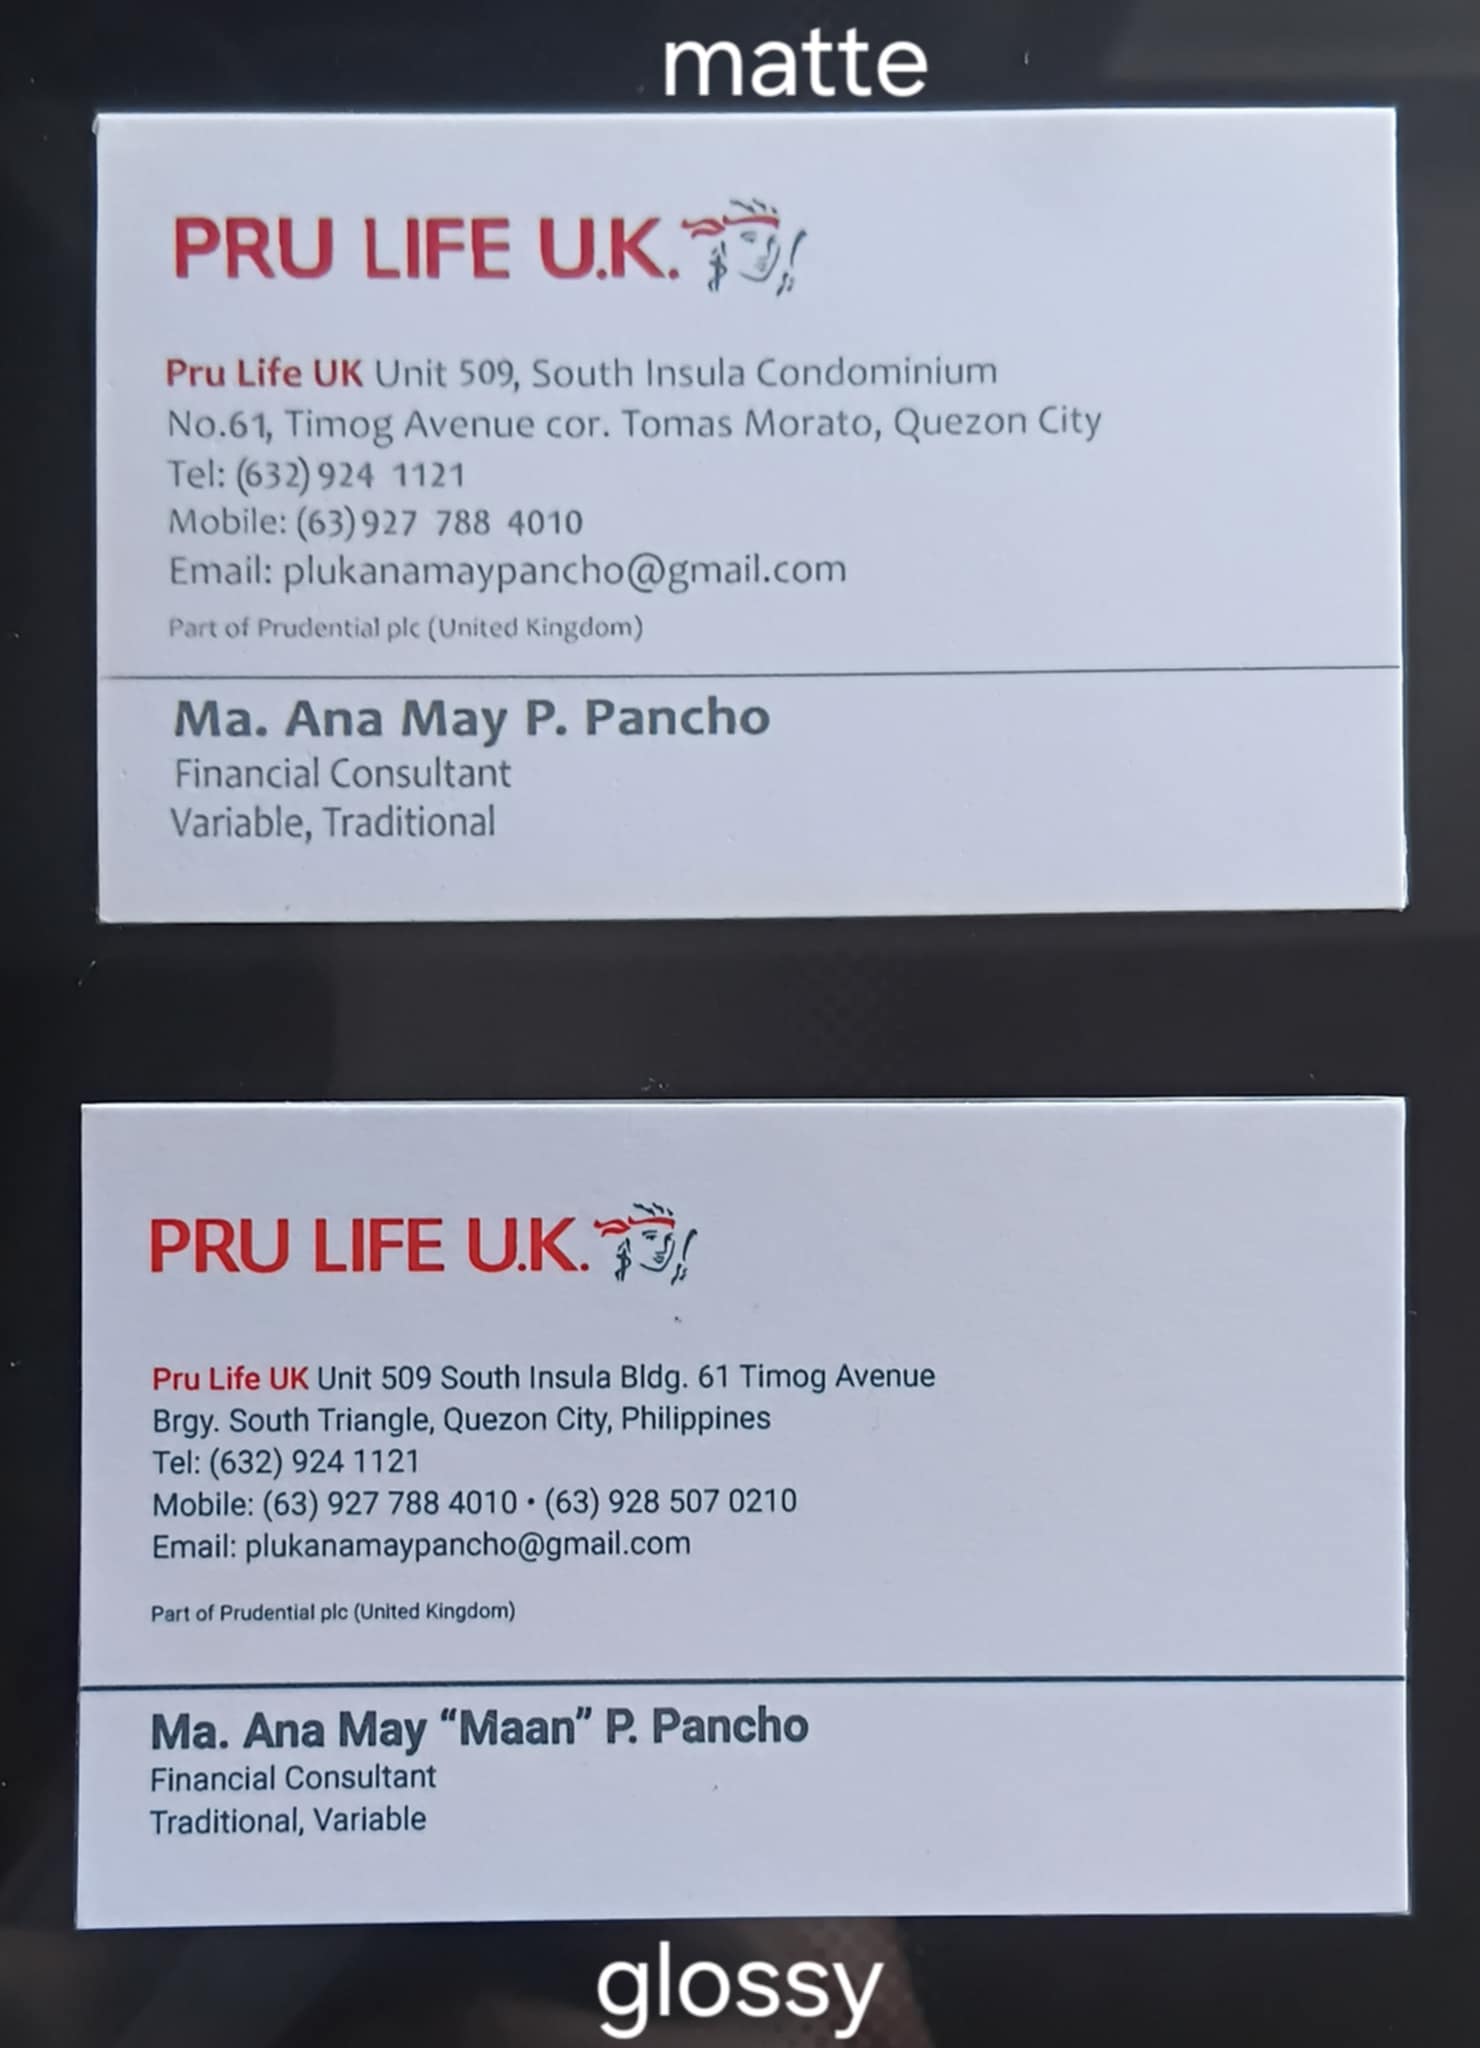 matte
PRU LIFE U.K.
Pru Life UK Unit 509, South Insula Condominium
No.61, Timog Avenue cor. Tomas Morato, Quezon City
Tel: (632) 924 1121
Mobile: (63) 927 788 4010
Email: plukanamaypancho@gmail.com
Part of Prudential plc (United Kingdom)
Ma. Ana May P. Pancho
Financial Consultant
Variable, Traditional
PRU LIFE U.K.
Pru Life UK Unit 509 South Insula Bldg. 61 Timog Avenue
Brgy. South Triangle, Quezon City, Philippines
Tel: (632) 924 1121
Mobile: (63) 927 788 4010 • (63) 928 507 0210
Email: plukanamaypancho@gmail.com
Part of Prudential plc (United Kingdom)
Ma. Ana May “Maan” P. Pancho
Financial Consultant
Traditional, Variable
glossy